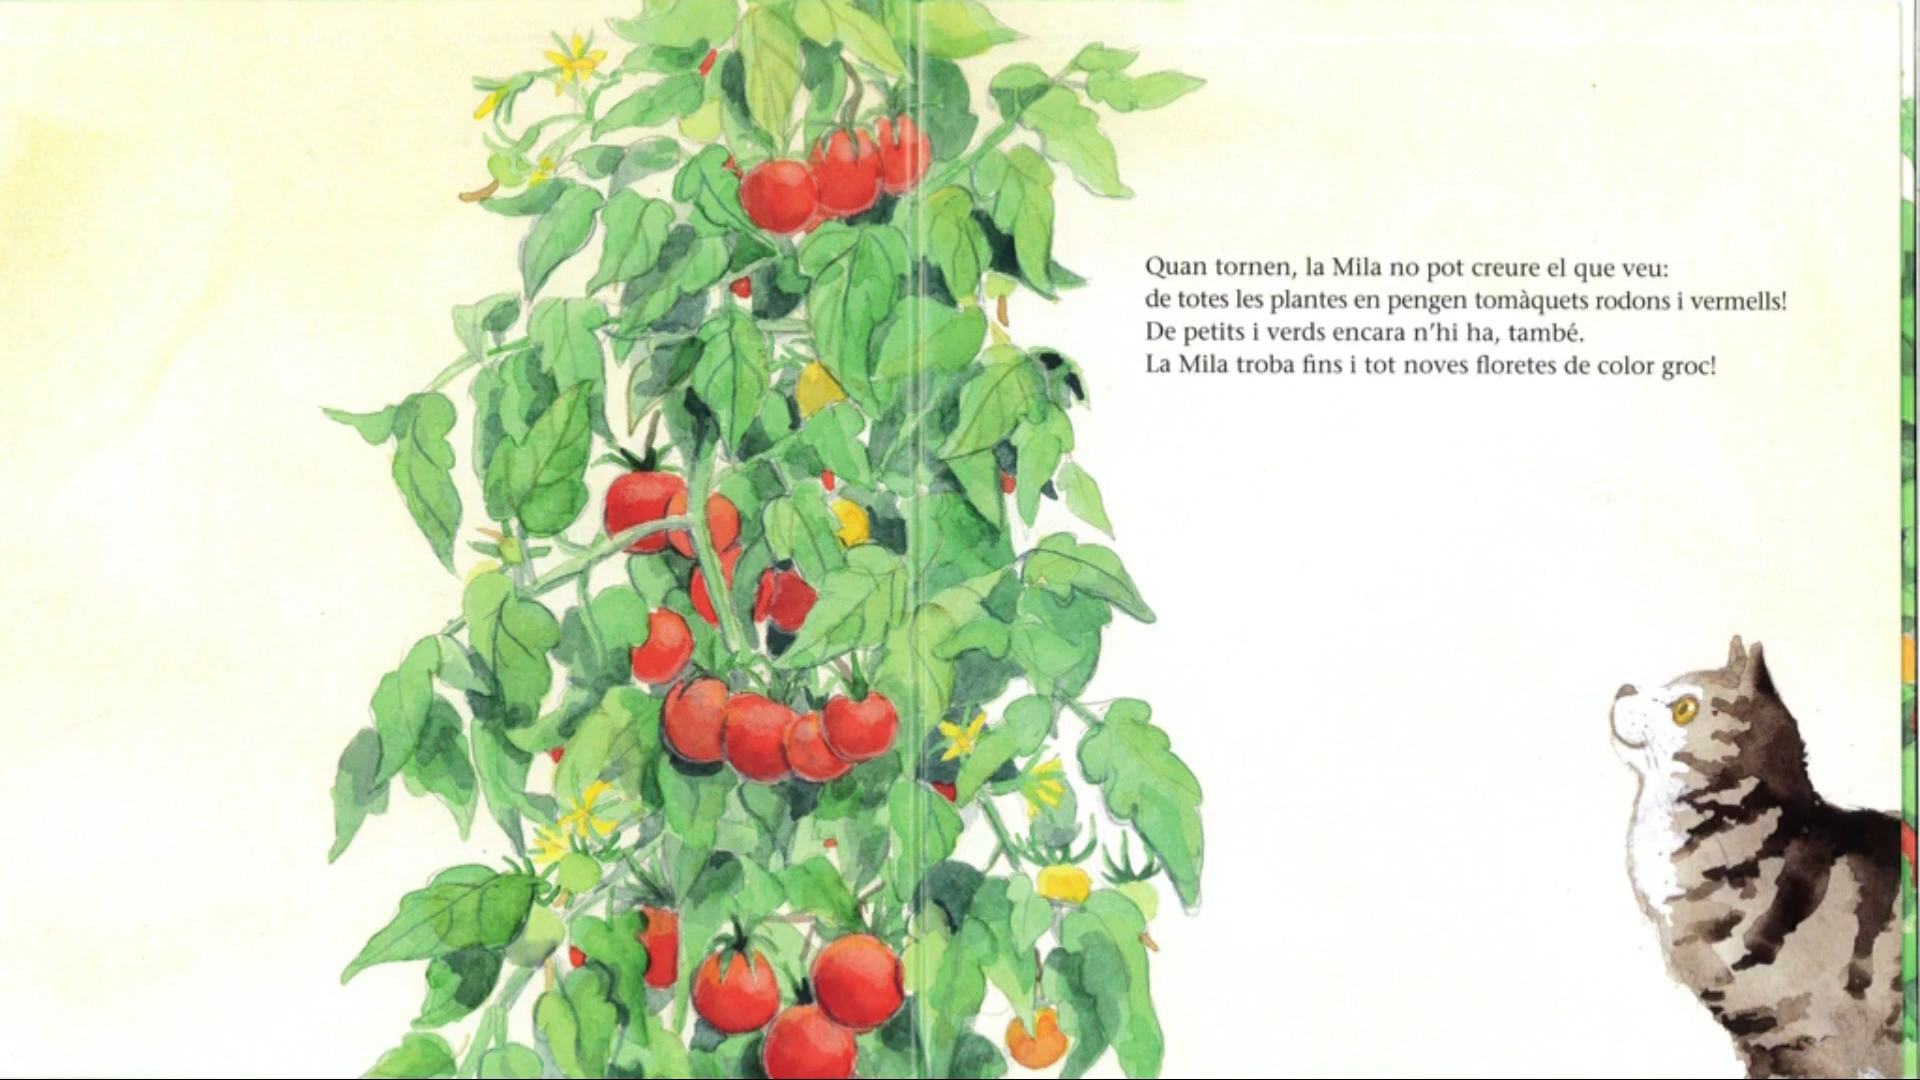 Quan tornen, la Mila no pot creure el que veu:
de totes les plantes en pengen tomàquets rodons i vermells!
De petits i verds encara n'hi ha, també.
La Mila troba fins i tot noves floretes de color groc!